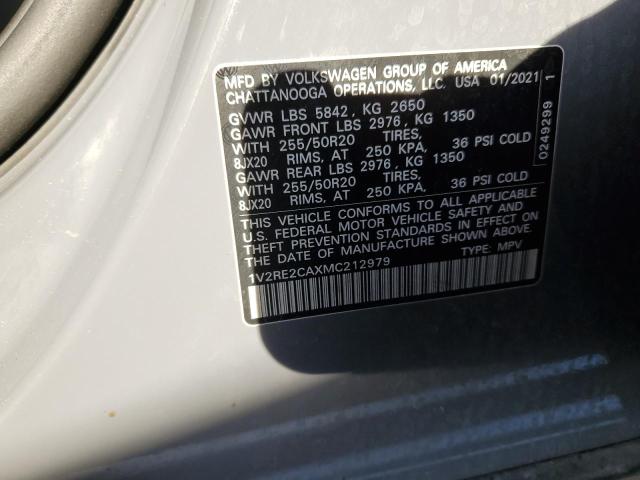 MFD BY VOLKSWAGEN GROUP OF AMERICA
CHATTANOOGA OPERATIONS, LLC. USA 01/2021
GVWR LBS 5842, KG 2650
GAWR FRONT LBS 2976, KG 1350
WITH 255/50R20 TIRES,
8JX20 RIMS, AT 250 KPA, 36 PSI COLD
GAWR REAR LBS 2976, KG 1350
WITH 255/50R20 TIRES,
8JX20 RIMS, AT 250 KPA, 36 PSI COLD
THIS VEHICLE CONFORMS TO ALL APPLICABLE
U.S. FEDERAL MOTOR VEHICLE SAFETY AND
THEFT PREVENTION STANDARDS IN EFFECT ON
THE DATE OF MANUFACTURE SHOWN ABOVE.
1V2RE2CAXMC212979 TYPE: MPV
0249299 1